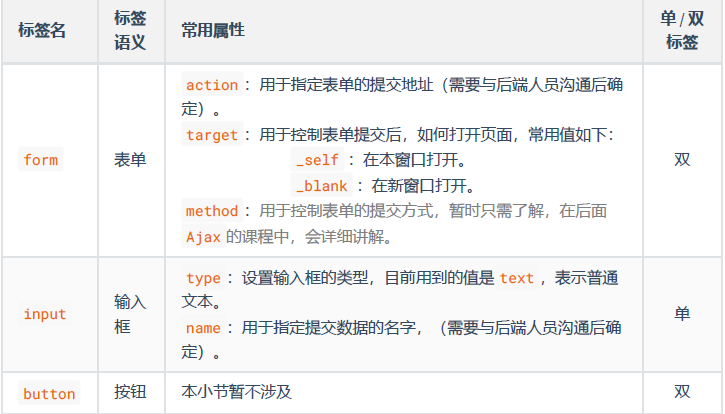 标签名
标签
语义
常用属性
单 / 双
标签
form
表单
action ：用于指定表单的提交地址（需要与后端人员沟通后确
定）。
target ：用于控制表单提交后，如何打开页面，常用值如下：
_self ：在本窗口打开。
_blank ：在新窗口打开。
method ：用于控制表单的提交方式，暂时只需了解，在后面
Ajax 的课程中，会详细讲解。
双
input
输入
框
type ：设置输入框的类型，目前用到的值是 text ，表示普通
文本。
name ：用于指定提交数据的名字，（需要与后端人员沟通后确
定）。
单
button
按钮
本小节暂不涉及
双